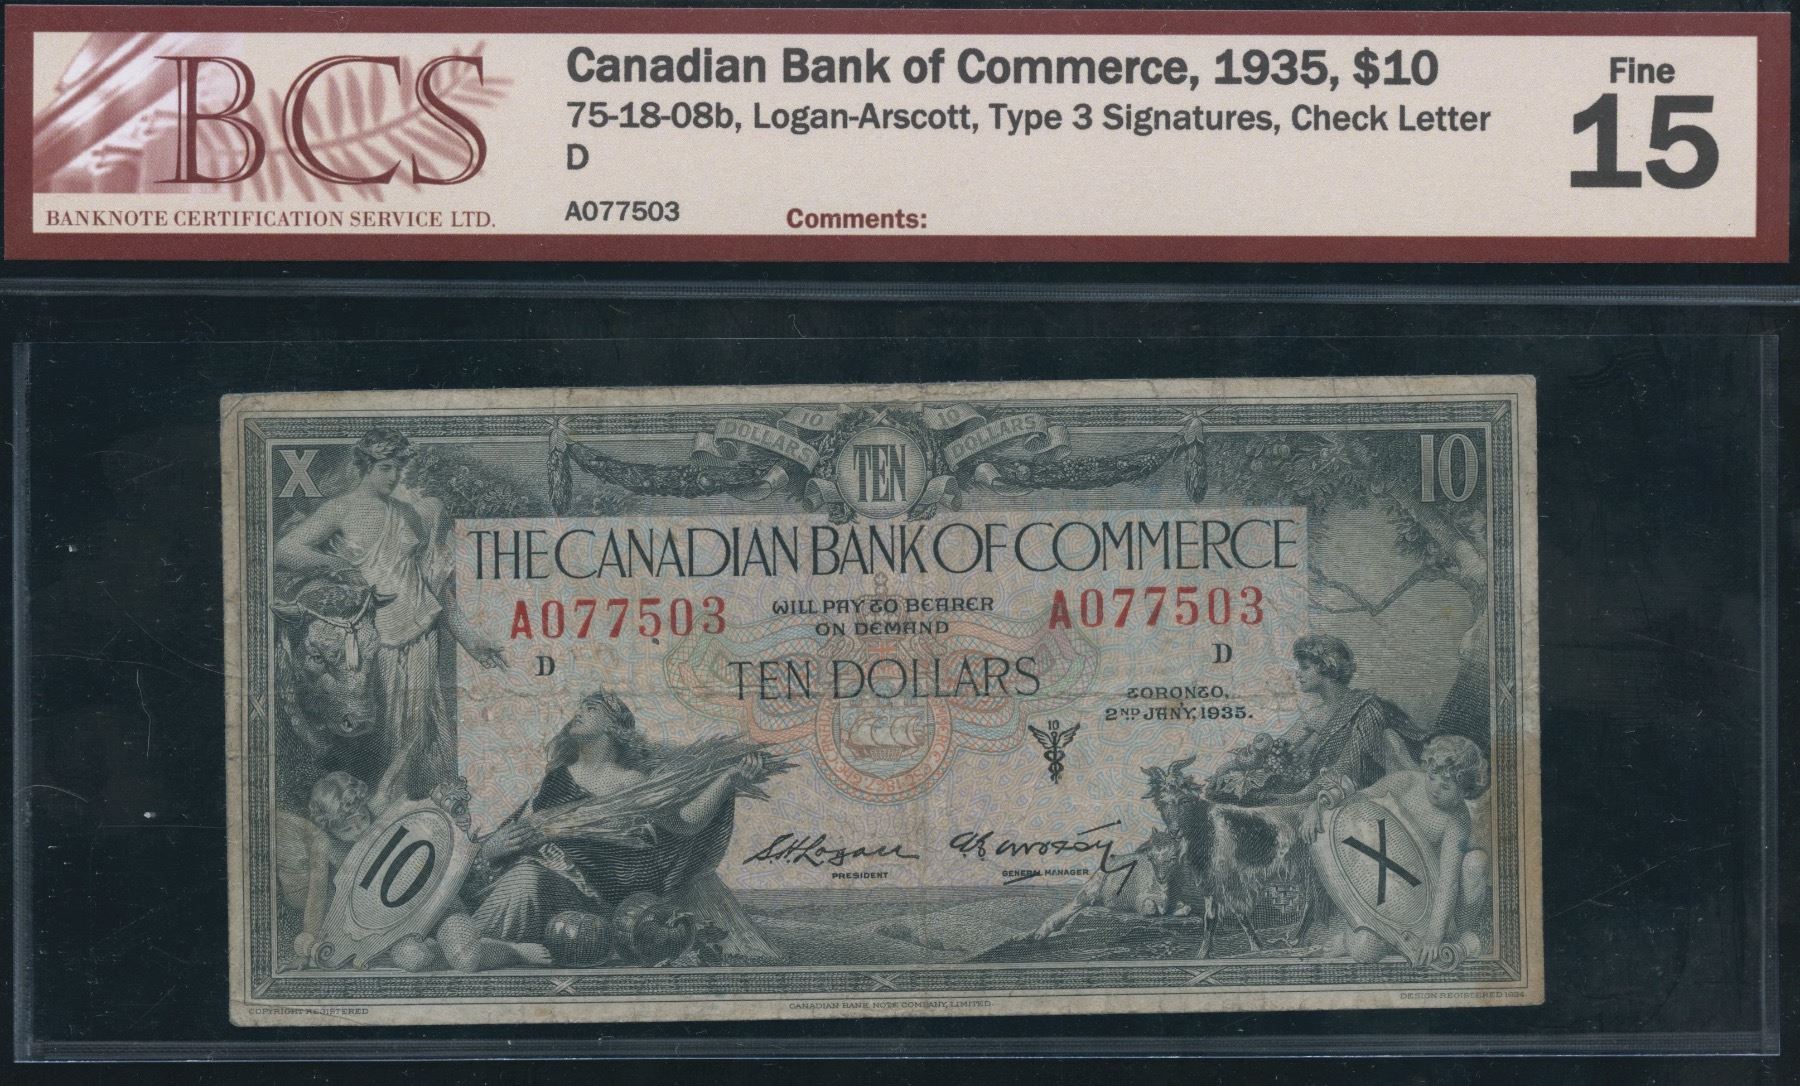 BCS
BANKNOTE CERTIFICATION SERVICE LTD.
Canadian Bank of Commerce, 1935, $10
75-18-08b, Logan-Arscott, Type 3 Signatures, Check Letter
D
A077503
Comments:
Fine
15
X
10
DOLLARS
10
TEN
10
DOLLARS
THE CANADIAN BANK OF COMMERCE
A077503
WILL PAY TO BEARER
ON DEMAND
A077503
D
D
TEN DOLLARS
TORONTO,
2ND JANY, 1935.
10
S H Logan
PRESIDENT
GENERAL MANAGER
10
X
COPYRIGHT REGISTERED
CANADIAN BANK NOTE COMPANY, LIMITED.
DESIGN REGISTERED 1934